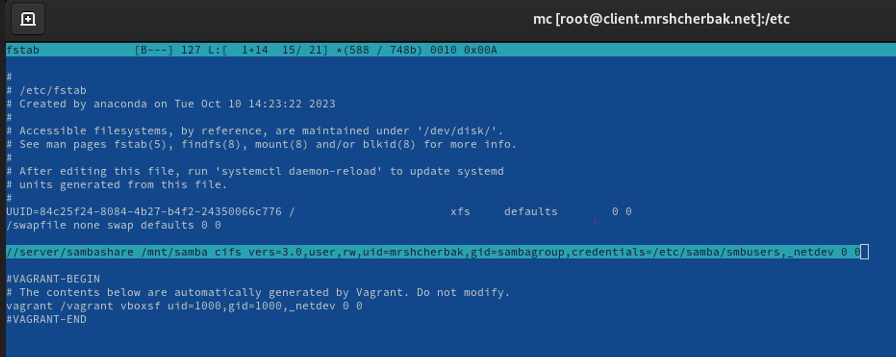 mc [root@client.mrshcherbak.net]:/etc
fstab [B---] 127 L:[ 1+14 15/ 21] *(588 / 748b) 0010 0x00A
#
# /etc/fstab
# Created by anaconda on Tue Oct 10 14:23:22 2023
#
# Accessible filesystems, by reference, are maintained under '/dev/disk/'.
# See man pages fstab(5), findfs(8), mount(8) and/or blkid(8) for more info.
#
# After editing this file, run 'systemctl daemon-reload' to update systemd
# units generated from this file.
#
UUID=84c25f24-8084-4b27-b4f2-24350066c776 / xfs defaults 0 0
/swapfile none swap defaults 0 0
//server/sambashare /mnt/samba cifs vers=3.0,user,rw,uid=mrshcherbak,gid=sambagroup,credentials=/etc/samba/smbusers,_netdev 0 0
#VAGRANT-BEGIN
# The contents below are automatically generated by Vagrant. Do not modify.
vagrant /vagrant vboxsf uid=1000,gid=1000,_netdev 0 0
#VAGRANT-END